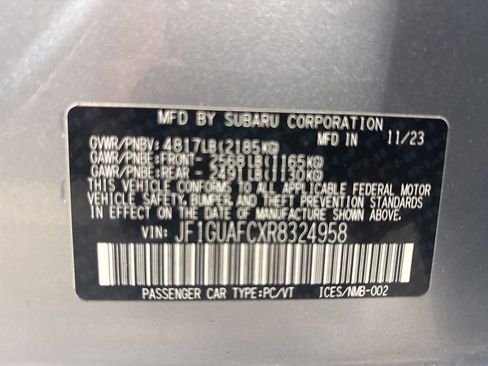 MFD BY SUBARU CORPORATION
MFD IN 11/23
GVWR/PNBV: 4817LB(2185KG)
GAWR/PNBE:FRONT- 2568LB(1165KG)
GAWR/PNBE:REAR - 2491LB(1130KG)
THIS VEHICLE CONFORMS TO ALL APPLICABLE FEDERAL MOTOR
VEHICLE SAFETY, BUMPER, AND THEFT PREVENTION STANDARDS
IN EFFECT ON THE DATE OF MANUFACTURE SHOWN ABOVE.
VIN: JF1GUAFCXR8324958
PASSENGER CAR TYPE:PC/VT ICES/NMB-002